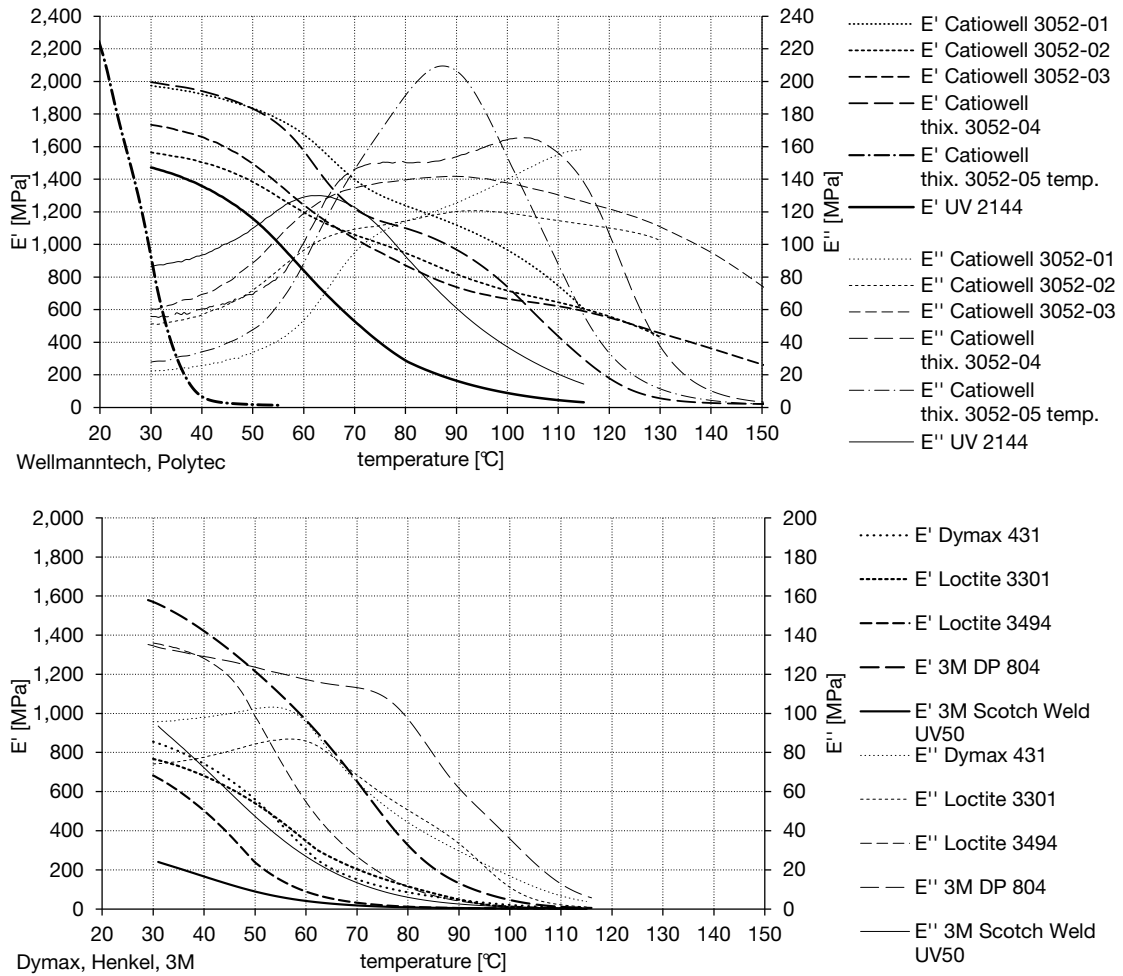 2,400
2,200
2,000
1,800
1,600
1,400
1,200
1,000
800
600
400
200
0
E' [MPa]
240
220
200
180
160
140
120
100
80
60
40
20
0
E'' [MPa]
20 30 40 50 60 70 80 90 100 110 120 130 140 150
Wellmanntech, Polytec
temperature [°C]
E' Catiowell 3052-01
E' Catiowell 3052-02
E' Catiowell 3052-03
E' Catiowell
thix. 3052-04
E' Catiowell
thix. 3052-05 temp.
E' UV 2144
E'' Catiowell 3052-01
E'' Catiowell 3052-02
E'' Catiowell 3052-03
E'' Catiowell
thix. 3052-04
E'' Catiowell
thix. 3052-05 temp.
E'' UV 2144
2,000
1,800
1,600
1,400
1,200
1,000
800
600
400
200
0
E' [MPa]
200
180
160
140
120
100
80
60
40
20
0
E'' [MPa]
20 30 40 50 60 70 80 90 100 110 120 130 140 150
Dymax, Henkel, 3M
temperature [°C]
E' Dymax 431
E' Loctite 3301
E' Loctite 3494
E' 3M DP 804
E' 3M Scotch Weld
UV50
E'' Dymax 431
E'' Loctite 3301
E'' Loctite 3494
E'' 3M DP 804
E'' 3M Scotch Weld
UV50